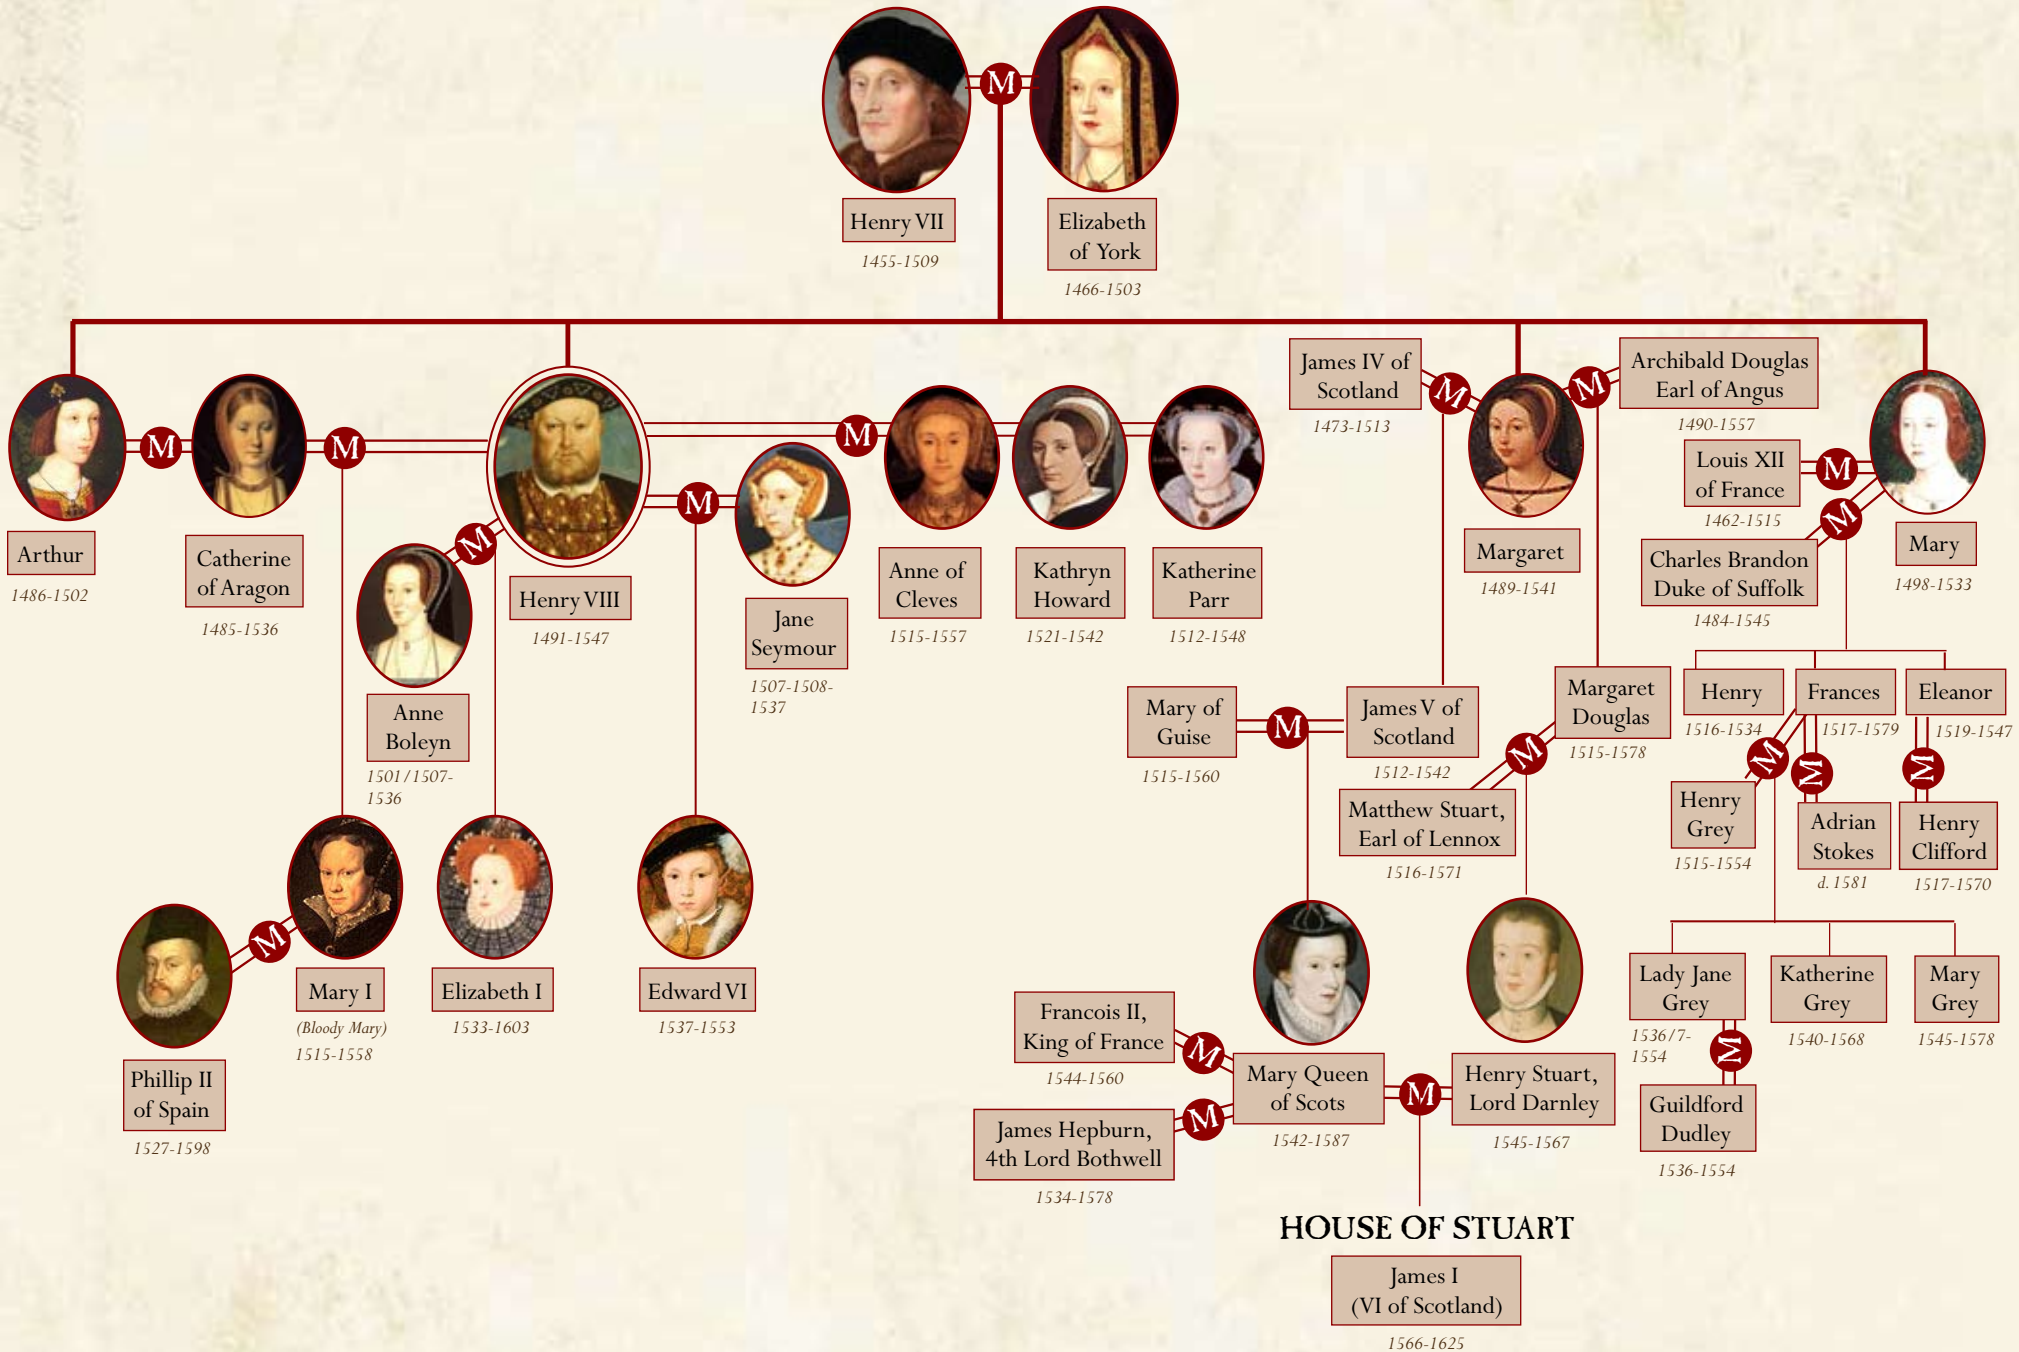 M
Henry VII
1455-1509
Elizabeth
of York
1466-1503
M
M
Arthur
1486-1502
Catherine
of Aragon
1485-1536
M
Anne
Boleyn
1501/1507-
1536
Henry VIII
1491-1547
M
Jane
Seymour
1507-1508-
1537
M
Anne of
Cleves
1515-1557
Kathryn
Howard
1521-1542
Katherine
Parr
1512-1548
James IV of
Scotland
1473-1513
M
Margaret
1489-1541
M
Archibald Douglas
Earl of Angus
1490-1557
Louis XII
of France
1462-1515
M
M
Charles Brandon
Duke of Suffolk
1484-1545
Mary
1498-1533
Mary of
Guise
1515-1560
M
James V of
Scotland
1512-1542
Margaret
Douglas
1515-1578
M
Matthew Stuart,
Earl of Lennox
1516-1571
Henry
1516-1534
Frances
1517-1579
Eleanor
1519-1547
M
M
M
Henry
Grey
1515-1554
Adrian
Stokes
d. 1581
Henry
Clifford
1517-1570
Phillip II
of Spain
1527-1598
M
Mary I
(Bloody Mary)
1515-1558
Elizabeth I
1533-1603
Edward VI
1537-1553
Francois II,
King of France
1544-1560
M
James Hepburn,
4th Lord Bothwell
1534-1578
M
Mary Queen
of Scots
1542-1587
M
Henry Stuart,
Lord Darnley
1545-1567
Lady Jane
Grey
1536/7-
1554
M
Guildford
Dudley
1536-1554
Katherine
Grey
1540-1568
Mary
Grey
1545-1578
HOUSE OF STUART
James I
(VI of Scotland)
1566-1625